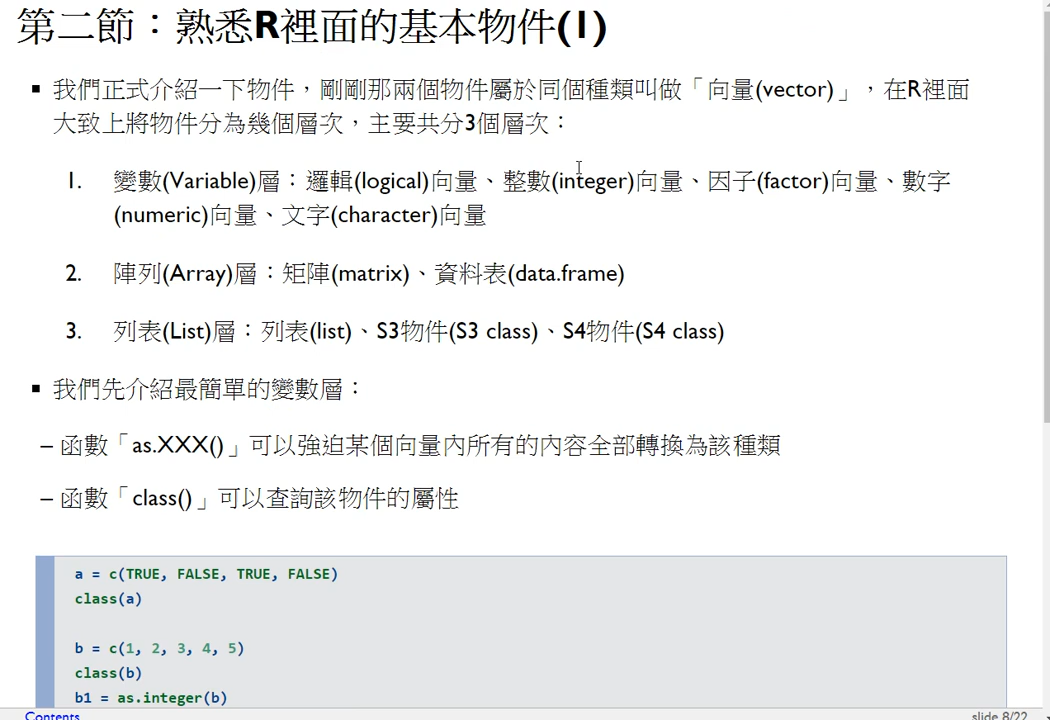 第二節：熟悉R裡面的基本物件(1)
▪ 我們正式介紹一下物件，剛剛那兩個物件屬於同個種類叫做「向量(vector)」，在R裡面
大致上將物件分為幾個層次，主要共分3個層次：
1. 變數(Variable)層：邏輯(logical)向量、整數(integer)向量、因子(factor)向量、數字
(numeric)向量、文字(character)向量
2. 陣列(Array)層：矩陣(matrix)、資料表(data.frame)
3. 列表(List)層：列表(list)、S3物件(S3 class)、S4物件(S4 class)
▪ 我們先介紹最簡單的變數層：
– 函數「as.XXX()」可以強迫某個向量內所有的內容全部轉換為該種類
– 函數「class()」可以查詢該物件的屬性
a = c(TRUE, FALSE, TRUE, FALSE)
class(a)
b = c(1, 2, 3, 4, 5)
class(b)
b1 = as.integer(b)
Contents
slide 8/22